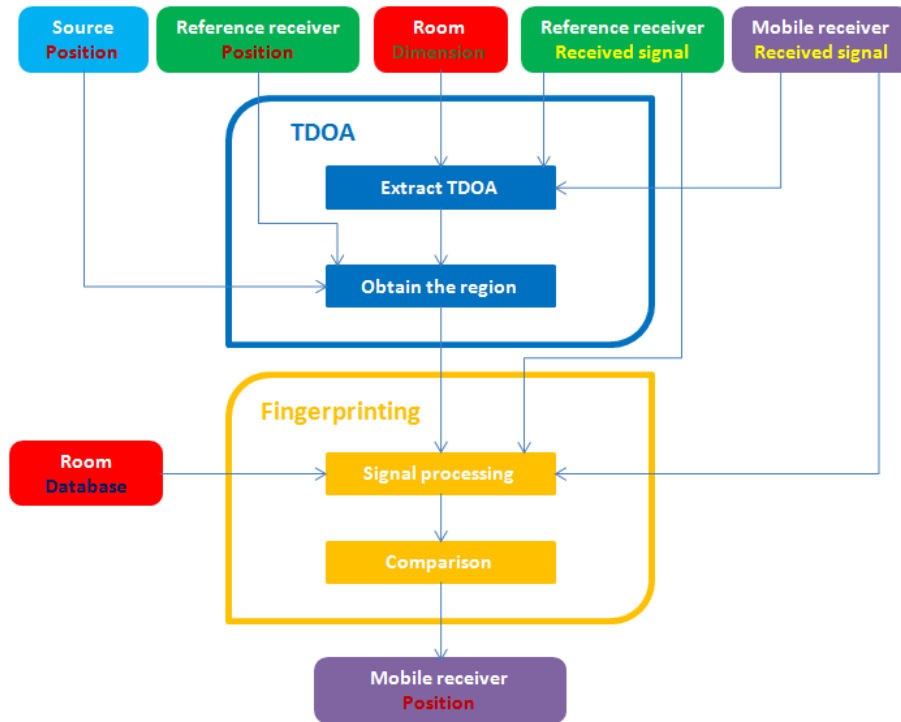 Source
Position
Reference receiver
Position
Room
Dimension
Reference receiver
Received signal
Mobile receiver
Received signal
TDOA
Extract TDOA
Obtain the region
Fingerprinting
Room
Database
Signal processing
Comparison
Mobile receiver
Position